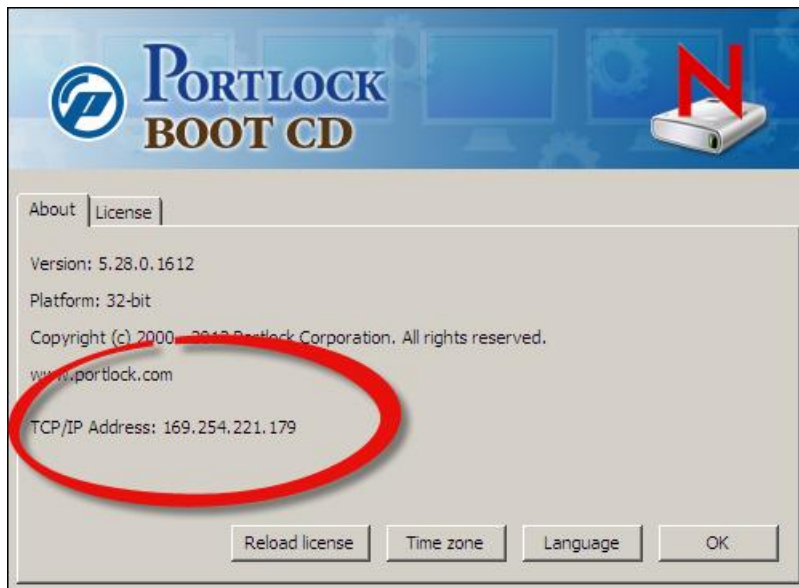 PORTLOCK
BOOT CD
N
About License
Version: 5.28.0.1612
Platform: 32-bit
Copyright (c) 2000 Portlock Corporation. All rights reserved.
www.portlock.com
TCP/IP Address: 169.254.221.179
Reload license Time zone Language OK